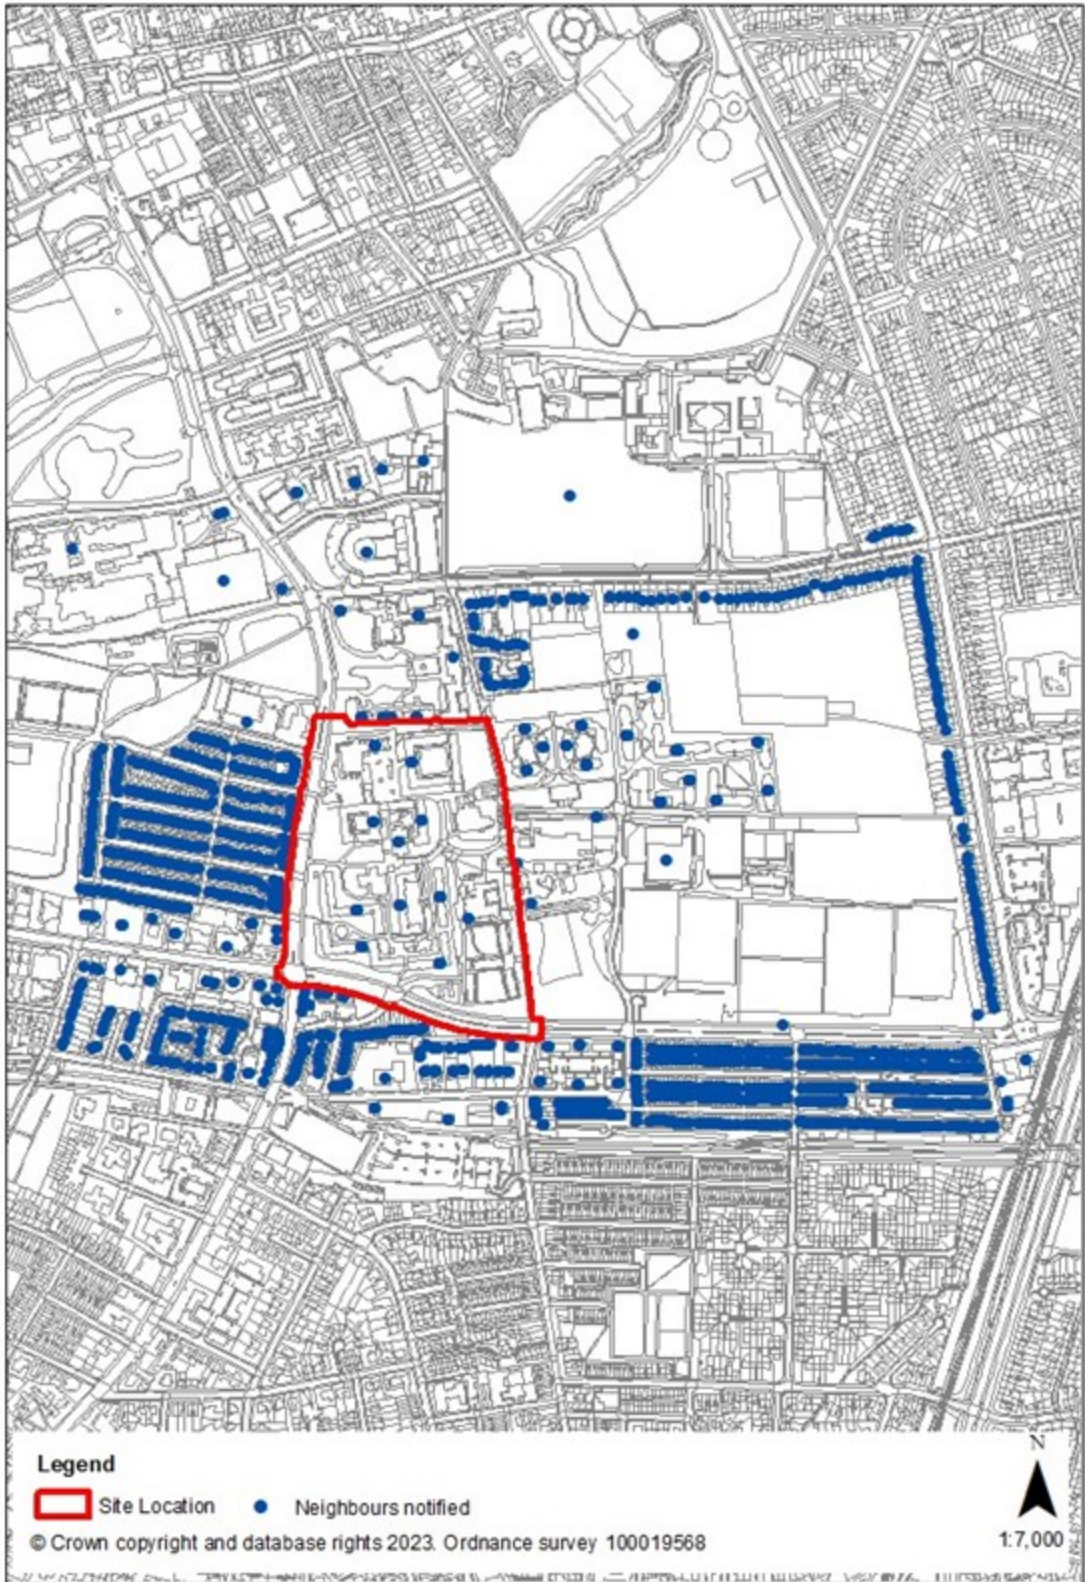 Legend
Site Location Neighbours notified
© Crown copyright and database rights 2023. Ordnance survey 100019568
N
1:7,000